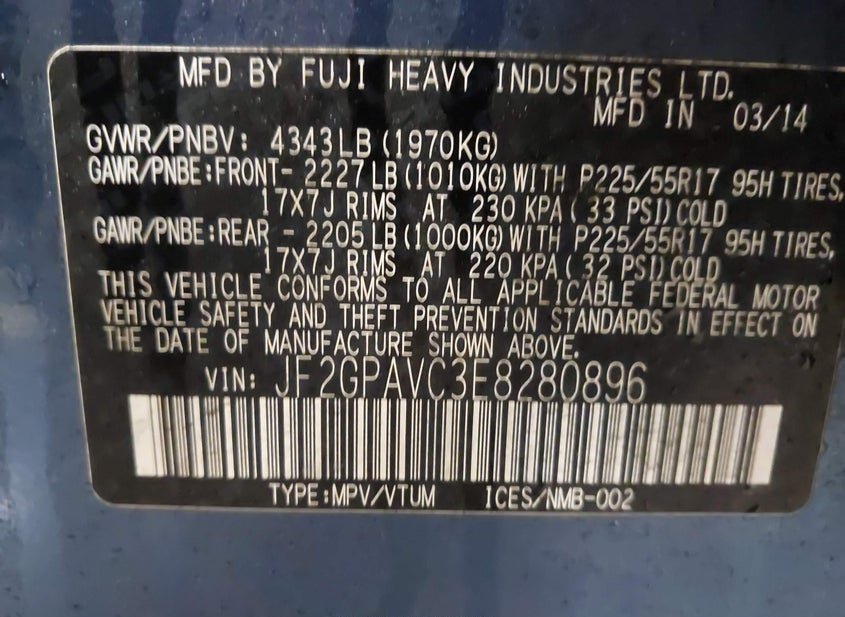 MFD BY FUJI HEAVY INDUSTRIES LTD.
MFD IN 03/14
GVWR/PNBV: 4343LB (1970KG)
GAWR/PNBE:FRONT- 2227 LB (1010KG) WITH P225/55R17 95H TIRES,
17X7J RIMS AT 230 KPA ( 33 PSI) COLD
GAWR/PNBE:REAR - 2205 LB (1000KG) WITH P225/55R17 95H TIRES,
17X7J RIMS AT 220 KPA ( 32 PSI) COLD
THIS VEHICLE CONFORMS TO ALL APPLICABLE FEDERAL MOTOR
VEHICLE SAFETY AND THEFT PREVENTION STANDARDS IN EFFECT ON
THE DATE OF MANUFACTURE SHOWN ABOVE.
VIN: JF2GPAVC3E8280896
TYPE:MPV/VTUM ICES/NMB-002